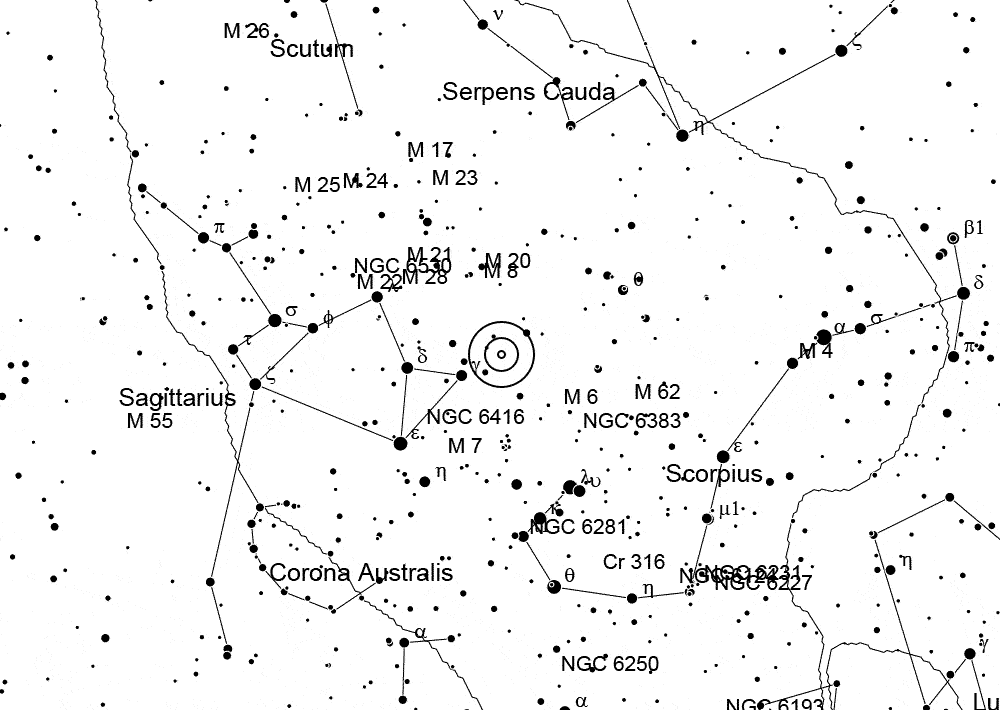 ν
ζ
M 26
Scutum
Serpens Cauda
η
M 17
M 25
M 24
M 23
π
β1
M 21
NGC 6530
M 20
M 8
M 28
M 22
λ
θ
δ
σ
φ
α
σ
τ
M 4
π
δ
γ
ζ
Sagittarius
M 55
M 6
M 62
NGC 6416
NGC 6383
ε
M 7
ε
Scorpius
η
λ
υ
κ
μ1
NGC 6281
Cr 316
η
NGC 6231
NGC 6124
NGC 6227
Corona Australis
θ
η
α
γ
NGC 6250
α
NGC 6193
Lu